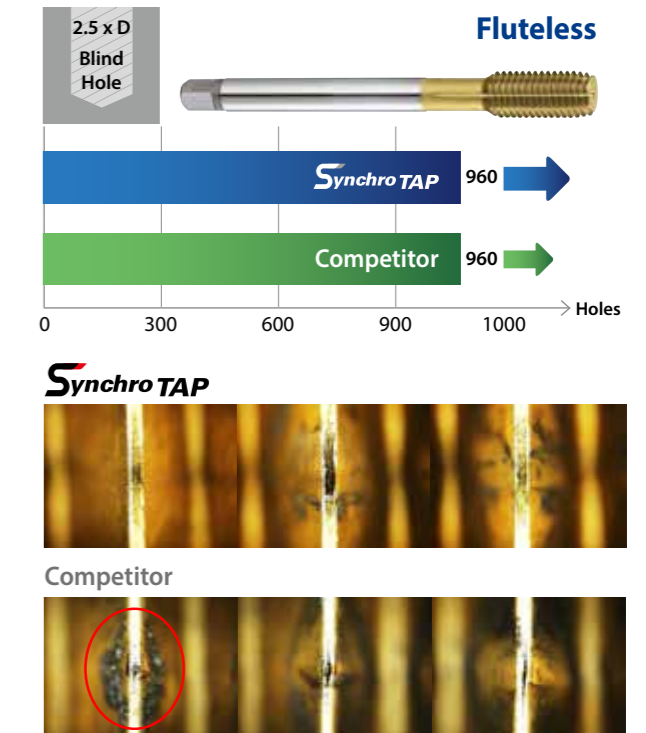 2.5 x D
Blind
Hole
Fluteless
Synchro TAP
960
Competitor
960
Holes
0
300
600
900
1000
Synchro TAP
Competitor